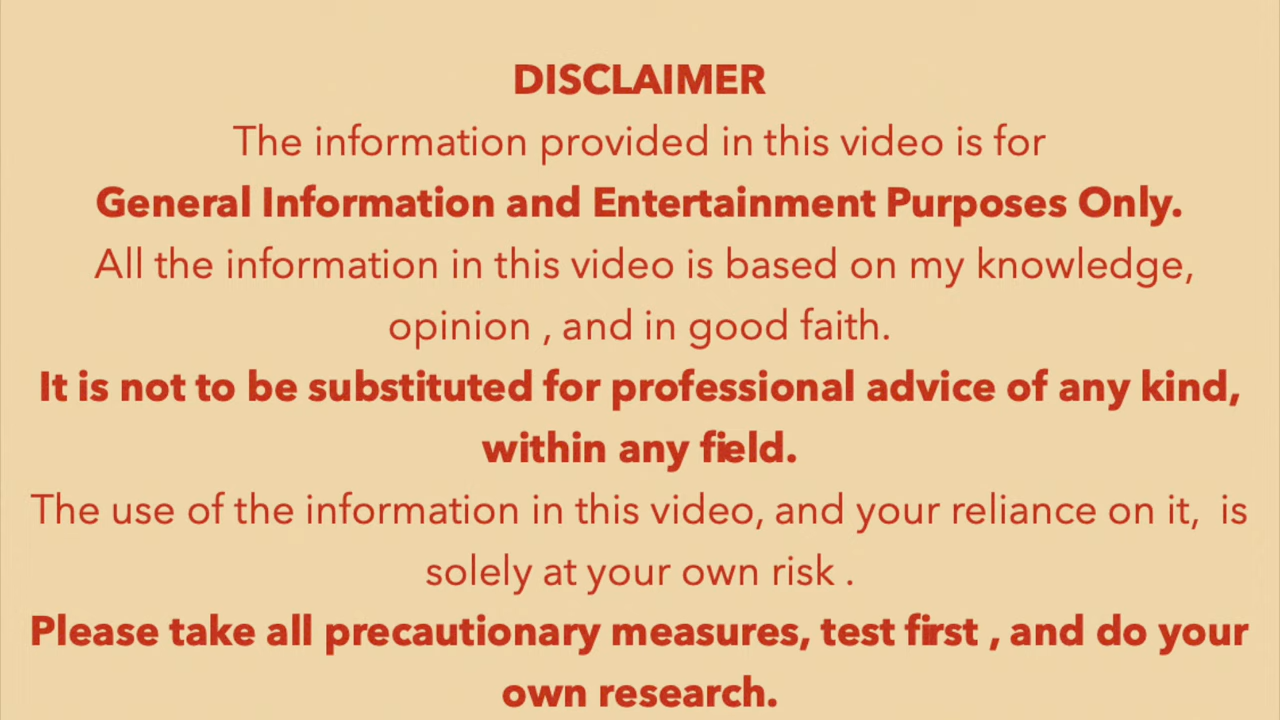 DISCLAIMER
The information provided in this video is for
General Information and Entertainment Purposes Only.
All the information in this video is based on my knowledge,
opinion , and in good faith.
It is not to be substituted for professional advice of any kind,
within any field.
The use of the information in this video, and your reliance on it,  is
solely at your own risk .
Please take all precautionary measures, test first , and do your
own research.